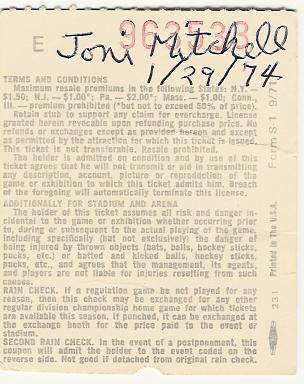 E 962533
Joni Mitchell
1/29/74
TERMS AND CONDITIONS
Maximum resale premiums in the following States: N.Y.—
$1.50, N.J. — $1.00* Pa. — $2.00*; Mass. — $1.00; Conn.,
Ill. — prohibited (*but not to exceed 50% of price).
Retain stub to support any claim for overcharge. License
granted herein revocable upon refunding purchase price. No
refunds or exchanges except as provided hereon and except
as permitted by the attraction for which this ticket is issued.
This ticket is not transferable. Resale prohibited.
The holder is admitted on condition and by use of this
ticket agrees that he will not transmit or aid in transmitting
any description, account, picture or reproduction of the
game or exhibition to which this ticket admits him. Breach
of the foregoing will automatically terminate this license.
ADDITIONALLY FOR STADIUM AND ARENA
The holder of this ticket assumes all risk and danger in-
cidental to the game or exhibition whether occurring prior
to, during or subsequent to the actual playing of the game,
including specifically (but not exclusively) the danger of
being injured by thrown objects (bats, balls, hockey sticks,
pucks, etc.) or batted and kicked balls, hockey sticks,
pucks, etc., and agrees that the management, its agents,
and players are not liable for injuries resulting from such
causes.
RAIN CHECK. If a regulation game be not played for any
reason, then this check may be exchanged for any other
regular division championship home game for which tickets
are available this season. If punched, it can be exchanged at
the exchange booth for the price paid to the event or
stadium.
SECOND RAIN CHECK. In the event of a postponement, this
coupon will admit the holder to the event coded on the
reverse side. Not good if detached from original rain check.
Form S-1 9/71
Printed in the U.S.A.
231